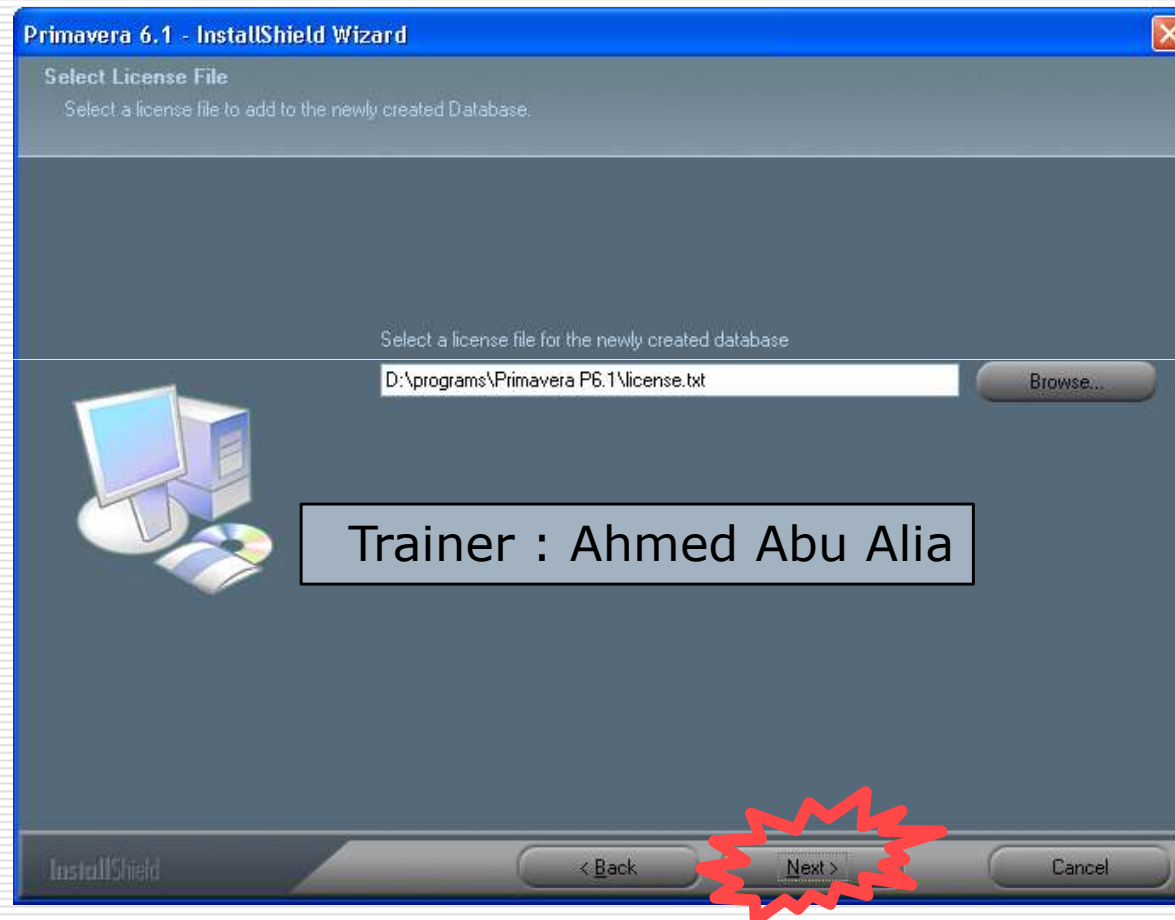 Primavera 6.1 - InstallShield Wizard
Select License File
Select a license file to add to the newly created Database.
Select a license file for the newly created database
D:\programs\Primavera P6.1\license.txt
Browse...
Trainer : Ahmed Abu Alia
InstallShield
< Back
Next >
Cancel